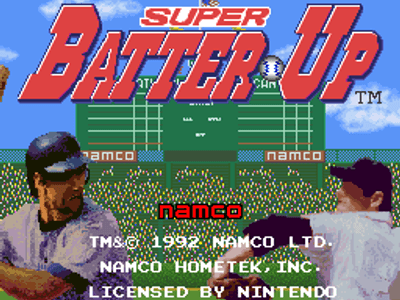 SUPER
BATTER UP
TM
namco
namco
namco
TM&© 1992 NAMCO LTD.
NAMCO HOMETEK,INC.
LICENSED BY NINTENDO